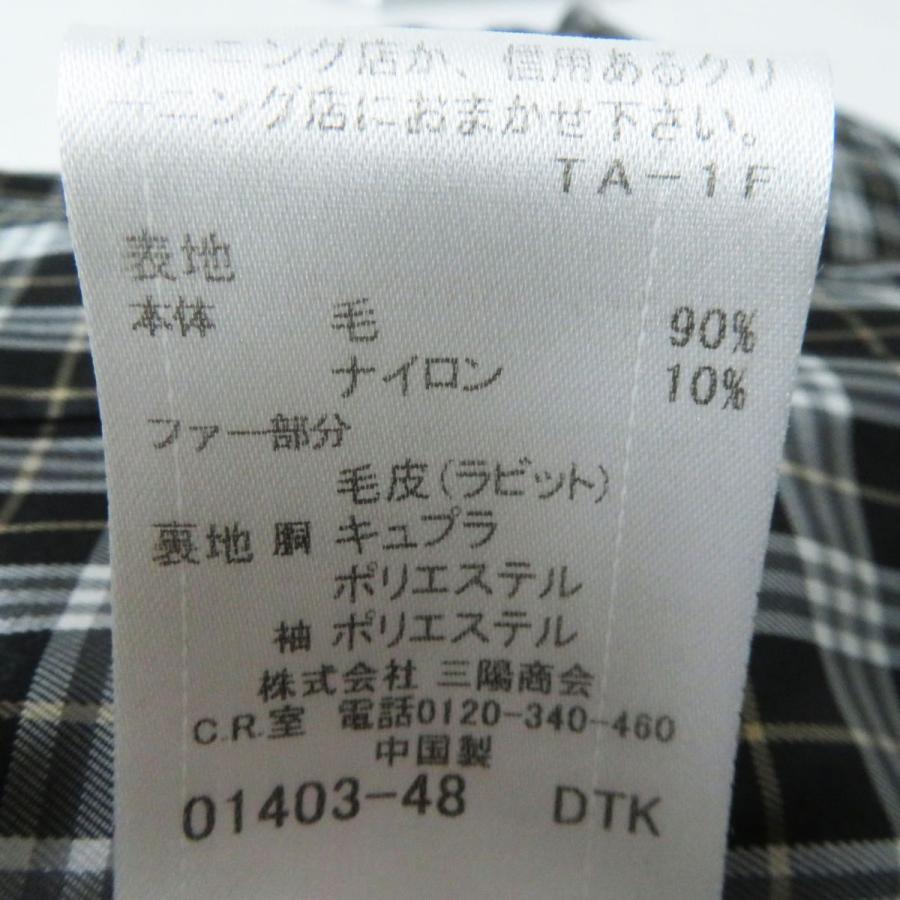 リーニング店か、信用あるクリ
ーニング店におまかせ下さい。
TA-1F
表地
本体 毛 90%
ナイロン 10%
ファー部分
毛皮(ラビット)
裏地 胴 キュプラ
ポリエステル
袖 ポリエステル
株式会社 三陽商会
C.R.室 電話0120-340-460
中国製
01403-48 DTK